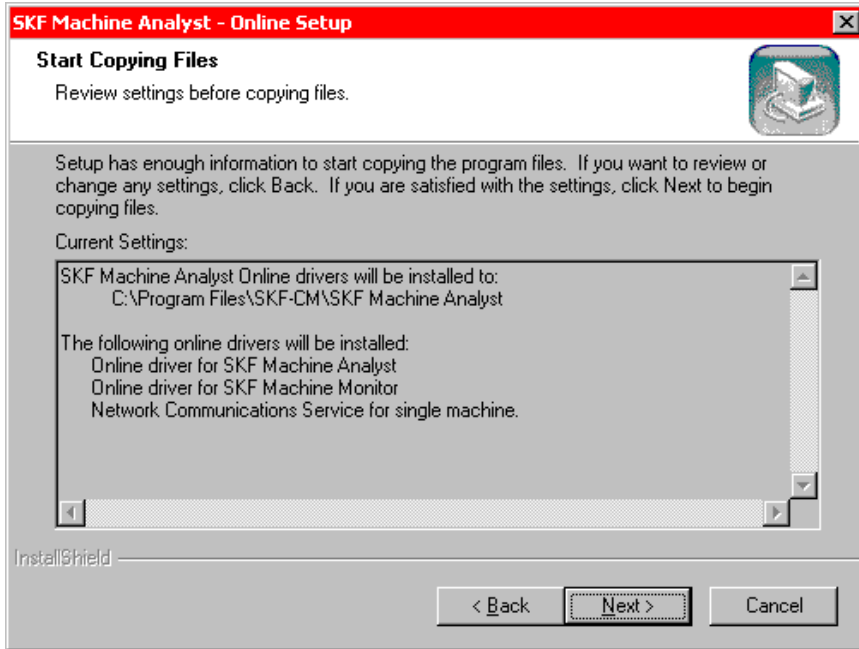 SKF Machine Analyst - Online Setup
Start Copying Files
Review settings before copying files.
Setup has enough information to start copying the program files.  If you want to review or
change any settings, click Back.  If you are satisfied with the settings, click Next to begin
copying files.
Current Settings:
SKF Machine Analyst Online drivers will be installed to:
C:\Program Files\SKF-CM\SKF Machine Analyst
The following online drivers will be installed:
Online driver for SKF Machine Analyst
Online driver for SKF Machine Monitor
Network Communications Service for single machine.
InstallShield
< Back
Next >
Cancel